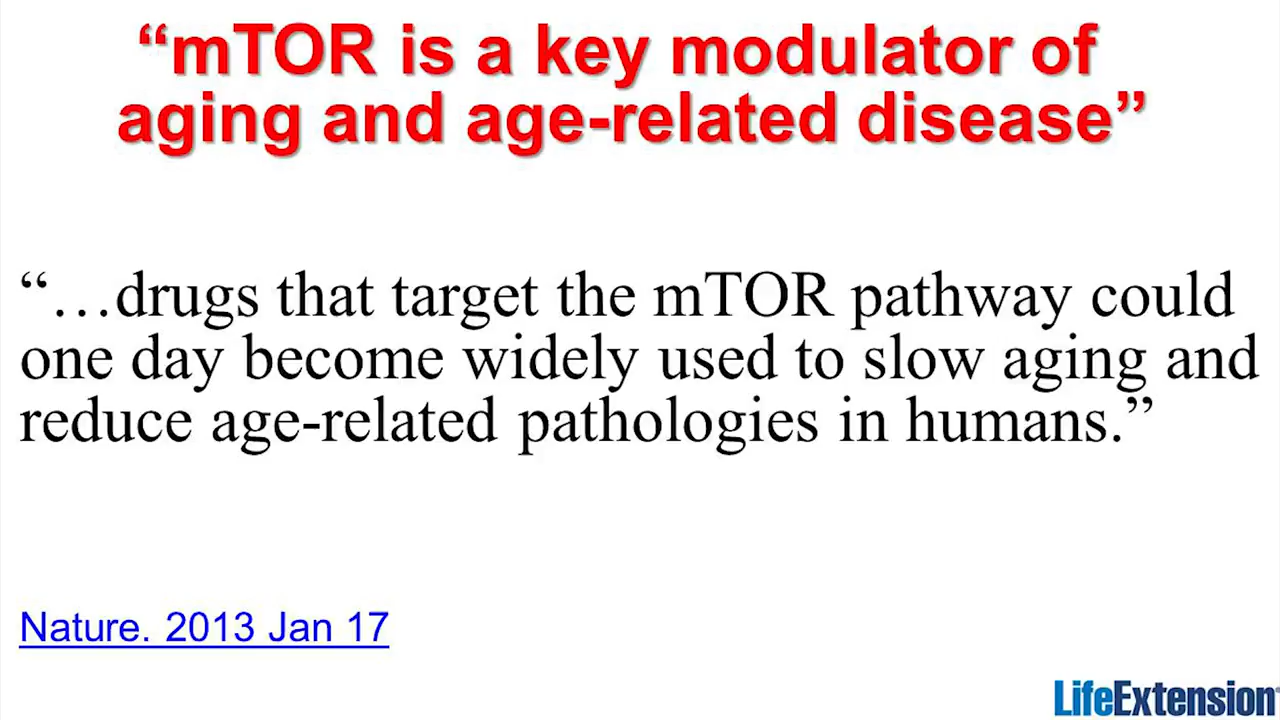 “mTOR is a key modulator of
aging and age-related disease”
“…drugs that target the mTOR pathway could
one day become widely used to slow aging and
reduce age-related pathologies in humans.”
Nature. 2013 Jan 17
LifeExtension